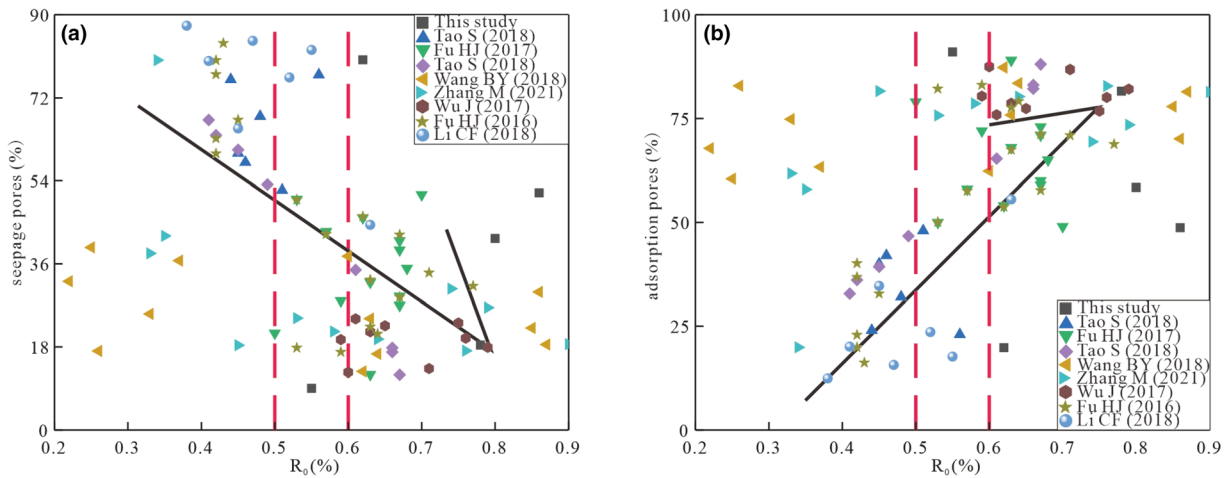 (a)
seepage pores (%)
90
72
54
36
18
0
0.2
0.3
0.4
0.5
0.6
0.7
0.8
0.9
R₀(%)
This study
Tao S (2018)
Fu HJ (2017)
Tao S (2018)
Wang BY (2018)
Zhang M (2021)
Wu J (2017)
Fu HJ (2016)
Li CF (2018)
(b)
adsorption pores (%)
100
75
50
25
0
0.2
0.3
0.4
0.5
0.6
0.7
0.8
0.9
R₀(%)
This study
Tao S (2018)
Fu HJ (2017)
Tao S (2018)
Wang BY (2018)
Zhang M (2021)
Wu J (2017)
Fu HJ (2016)
Li CF (2018)